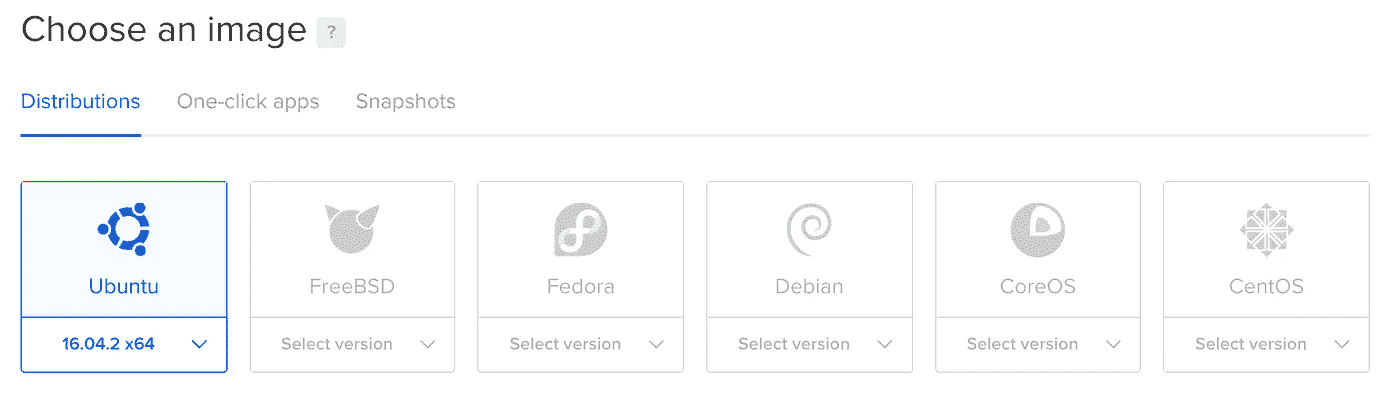 Choose an image ?
Distributions One-click apps Snapshots
Ubuntu FreeBSD Fedora Debian CoreOS CentOS
16.04.2 x64 Select version Select version Select version Select version Select version